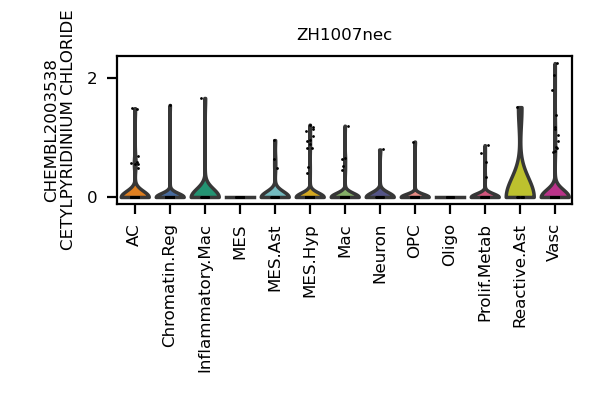 ZH1007nec
CHEMBL2003538
CETYLPYRIDINIUM CHLORIDE
2
0
AC
Chromatin.Reg
Inflammatory.Mac
MES
MES.Ast
MES.Hyp
Mac
Neuron
OPC
Oligo
Prolif.Metab
Reactive.Ast
Vasc